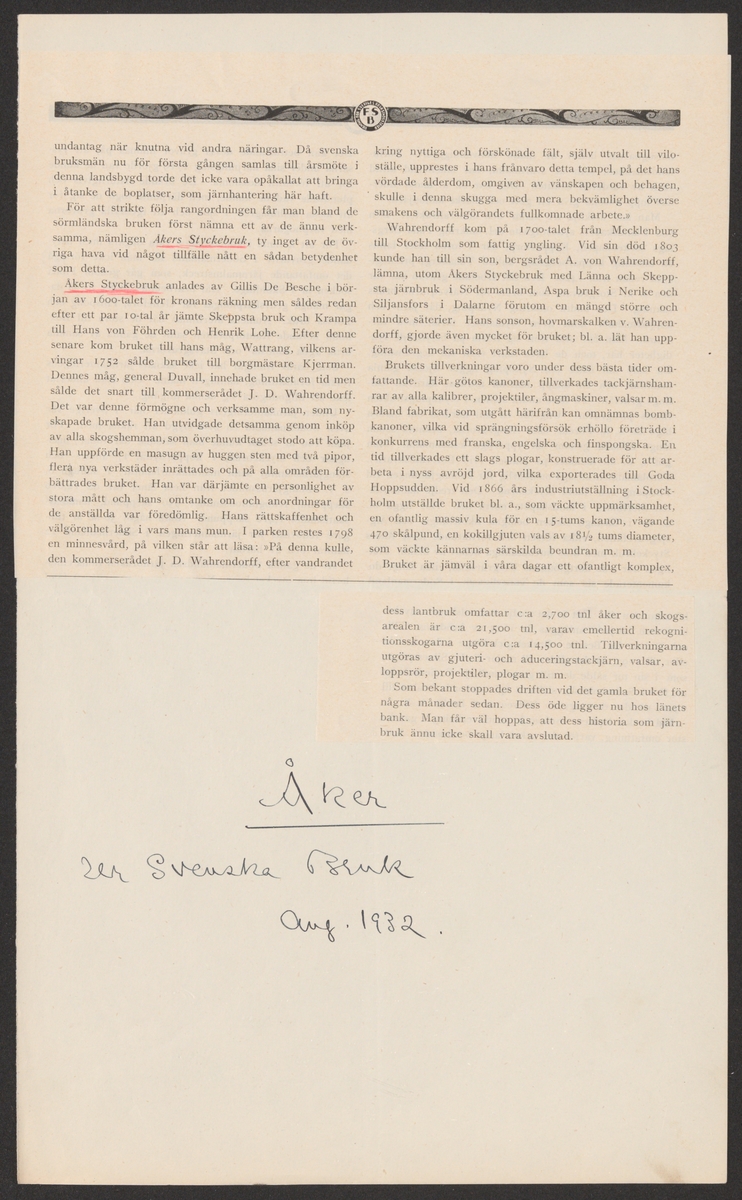 FS
B
undantag när knutna vid andra näringar. Då svenska
bruksmän nu för första gången samlas till årsmöte i
denna landsbygd torde det icke vara opåkallat att bringa
i åtanke de boplatser, som järnhantering här haft.
För att strikte följa rangordningen får man bland de
sörmländska bruken först nämna ett av de ännu verk-
samma, nämligen Åkers Styckebruk, ty inget av de öv-
riga hava vid något tillfälle nått en sådan betydenhet
som detta.
Åkers Styckebruk anlades av Gillis De Besche i bör-
jan av 1600-talet för kronans räkning men såldes redan
efter ett par 10-tal år jämte Skeppsta bruk och Krampa
till Hans von Föhrden och Henrik Lohe. Efter denne
senare kom bruket till hans måg, Wattrang, vilkens ar-
vingar 1752 sålde bruket till borgmästare Kjerrman.
Dennes måg, general Duvall, innehade bruket en tid men
sålde det snart till kommerserådet J. D. Wahrendorff.
Det var denne förmögne och verksamme man, som ny-
skapade bruket. Han utvidgade detsamma genom inköp
av alla skogshemman, som överhuvudtaget stodo att köpa.
Han uppförde en masugn av huggen sten med två pipor,
flera nya verkstäder inrättades och på alla områden för-
bättrades bruket. Han var därjämte en personlighet av
stora mått och hans omtanke om och anordningar för
de anställda var föredömlig. Hans rättskaffenhet och
välgörenhet låg i vars mans mun. I parken restes 1798
en minnesvård, på vilken står att läsa: »På denna kulle,
den kommerserådet J. D. Wahrendorff, efter vandrandet
kring nyttiga och förskönade fält, själv utvalt till vilo-
ställe, upprestes i hans frånvaro detta tempel, på det hans
vördade ålderdom, omgiven av vänskapen och behagen,
skulle i denna skugga med mera bekvämlighet överse
smakens och välgörandets fullkomnade arbete.»
Wahrendorff kom på 1700-talet från Mecklenburg
till Stockholm som fattig yngling. Vid sin död 1803
kunde han till sin son, bergsrådet A. von Wahrendorff,
lämna, utom Åkers Styckebruk med Länna och Skepp-
sta järnbruk i Södermanland, Aspa bruk i Nerike och
Siljansfors i Dalarne förutom en mängd större och
mindre säterier. Hans sonson, hovmarskalken v. Wahren-
dorff, gjorde även mycket för bruket; bl. a. lät han upp-
föra den mekaniska verkstaden.
Brukets tillverkningar voro under dess bästa tider om-
fattande. Här götos kanoner, tillverkades tackjärnsham-
rar av alla kalibrer, projektiler, ångmaskiner, valsar m. m.
Bland fabrikat, som utgått härifrån kan omnämnas bomb-
kanoner, vilka vid sprängningsförsök erhöllo företräde i
konkurrens med franska, engelska och finspongska. En
tid tillverkades ett slags plogar, konstruerade för att ar-
beta i nyss avröjd jord, vilka exporterades till Goda
Hoppsudden. Vid 1866 års industriutställning i Stock-
holm utställde bruket bl. a., som väckte uppmärksamhet,
en ofantlig massiv kula för en 15-tums kanon, vägande
470 skålpund, en kokillgjuten vals av 18½ tums diameter,
som väckte kännarnas särskilda beundran m. m.
Bruket är jämväl i våra dagar ett ofantligt komplex,
dess lantbruk omfattar c:a 2,700 tnl åker och skogs-
arealen är c:a 21,500 tnl, varav emellertid rekogni-
tionsskogarna utgöra c:a 14,500 tnl. Tillverkningarna
utgöras av gjuteri- och aduceringstackjärn, valsar, av-
loppsrör, projektiler, plogar m. m.
Som bekant stoppades driften vid det gamla bruket för
några månader sedan. Dess öde ligger nu hos länets
bank. Man får väl hoppas, att dess historia som järn-
bruk ännu icke skall vara avslutad.
Åker
Svenska Bruk
Aug. 1932.